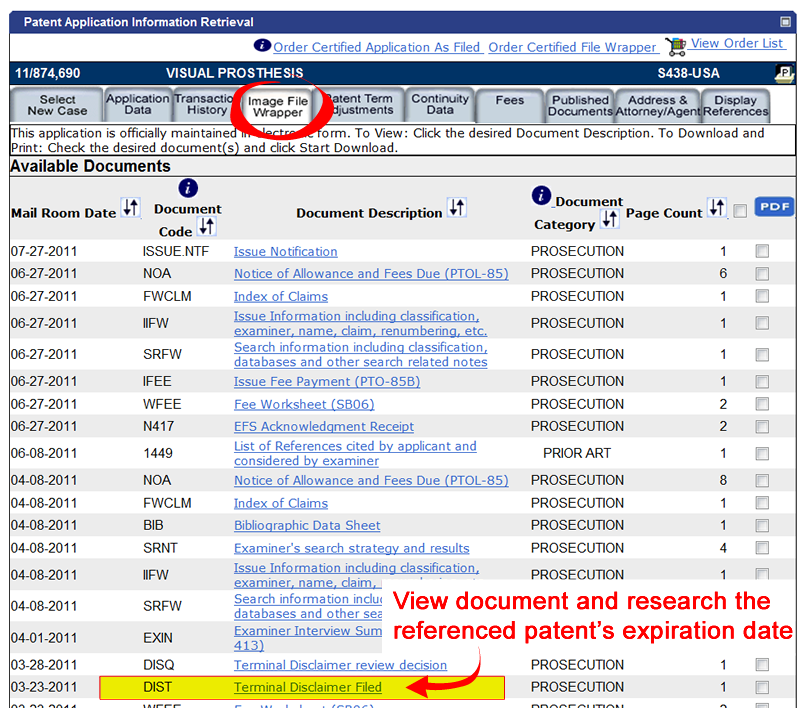 Patent Application Information Retrieval
Order Certified Application As Filed Order Certified File Wrapper View Order List
11/874,690 VISUAL PROSTHESIS S438-USA
Select New Case
Application Data
Transaction History
Image File Wrapper
Patent Term Adjustments
Continuity Data
Fees
Published Documents
Address & Attorney/Agent
Display References
This application is officially maintained in electronic form. To View: Click the desired Document Description. To Download and
Print: Check the desired document(s) and click Start Download.
Available Documents
Mail Room Date
Document Code
Document Description
Document Category
Page Count
PDF
07-27-2011 ISSUE.NTF Issue Notification PROSECUTION 1
06-27-2011 NOA Notice of Allowance and Fees Due (PTOL-85) PROSECUTION 6
06-27-2011 FWCLM Index of Claims PROSECUTION 1
06-27-2011 IIFW Issue Information including classification, PROSECUTION 1
examiner, name, claim, renumbering, etc.
06-27-2011 SRFW Search information including classification, PROSECUTION 1
databases and other search related notes
06-27-2011 IFEE Issue Fee Payment (PTO-85B) PROSECUTION 1
06-27-2011 WFEE Fee Worksheet (SB06) PROSECUTION 2
06-27-2011 N417 EFS Acknowledgment Receipt PROSECUTION 2
06-08-2011 1449 List of References cited by applicant and PRIOR ART 1
considered by examiner
04-08-2011 NOA Notice of Allowance and Fees Due (PTOL-85) PROSECUTION 8
04-08-2011 FWCLM Index of Claims PROSECUTION 1
04-08-2011 BIB Bibliographic Data Sheet PROSECUTION 1
04-08-2011 SRNT Examiner's search strategy and results PROSECUTION 4
04-08-2011 IIFW Issue Information including classification, PROSECUTION 1
examiner, name, claim,
04-08-2011 SRFW Search information
databases and other
04-01-2011 EXIN Examiner Interview
413)
View document and research the
referenced patent's expiration date
03-28-2011 DISQ Terminal Disclaimer review decision PROSECUTION 1
03-23-2011 DIST Terminal Disclaimer Filed PROSECUTION 1